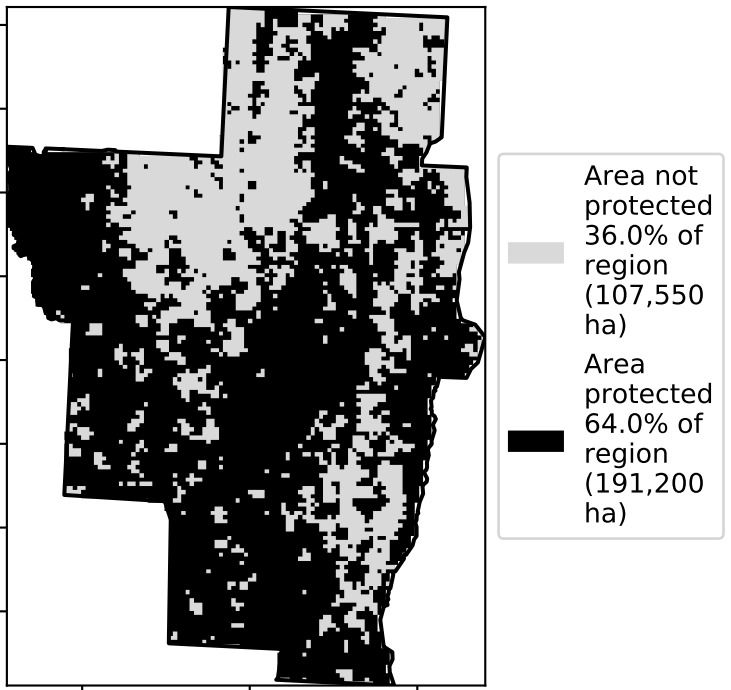 Area not
protected
36.0% of
region
(107,550
ha)
Area
protected
64.0% of
region
(191,200
ha)